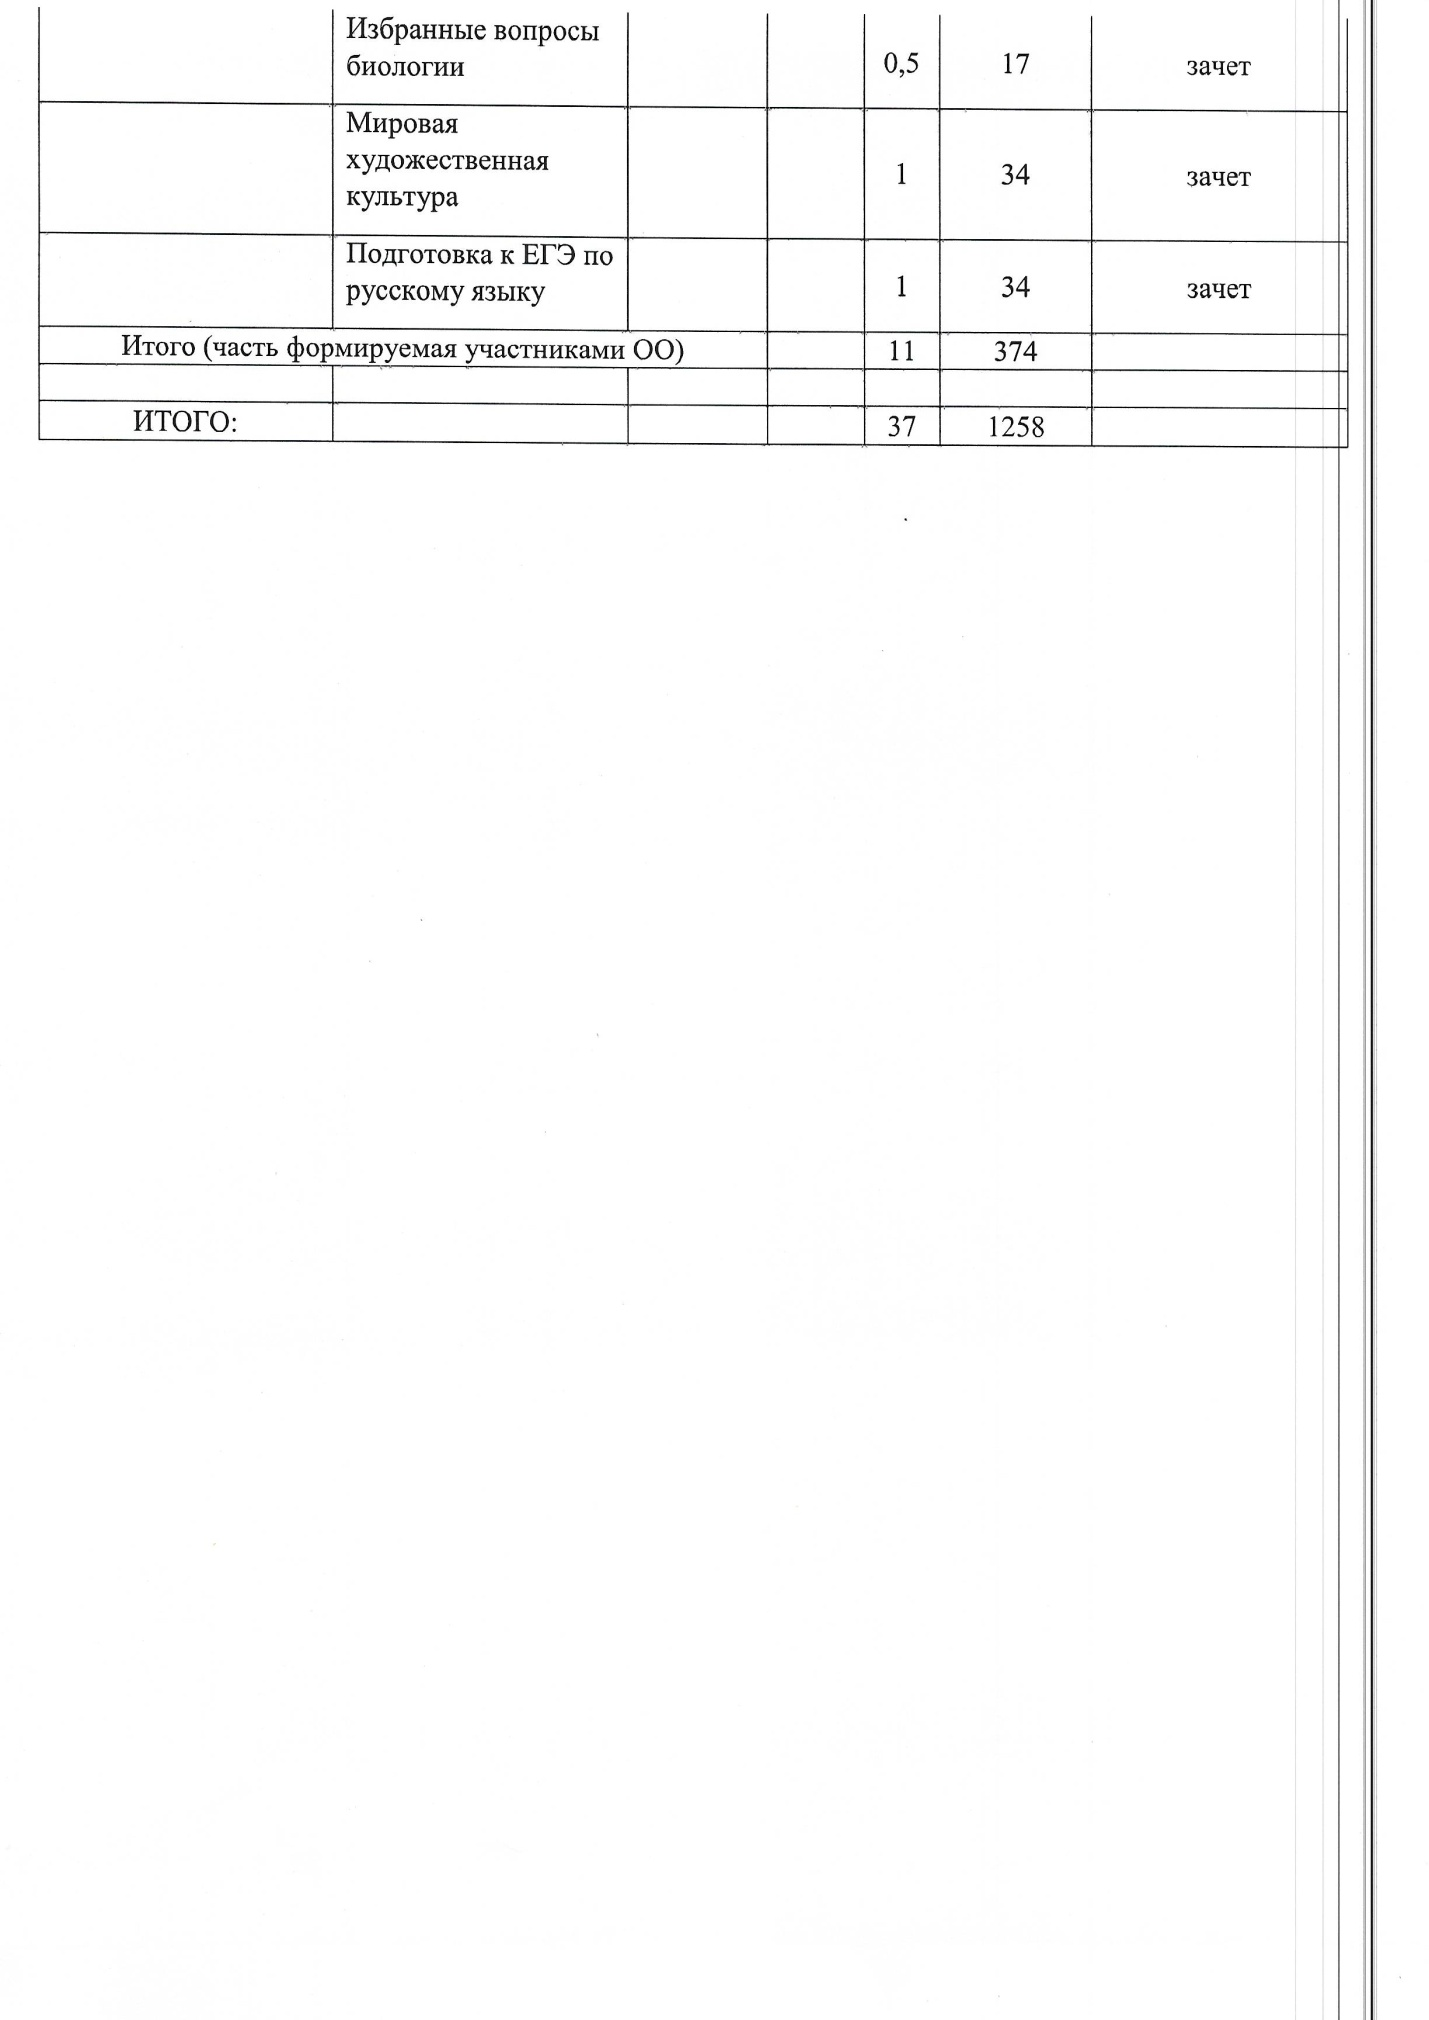 Избранные вопросы
биологии
0,5
17
зачет
Мировая
художественная
культура
1
34
зачет
Подготовка к ЕГЭ по
русскому языку
1
34
зачет
Итого (часть формируемая участниками ОО)
11
374
ИТОГО:
37
1258